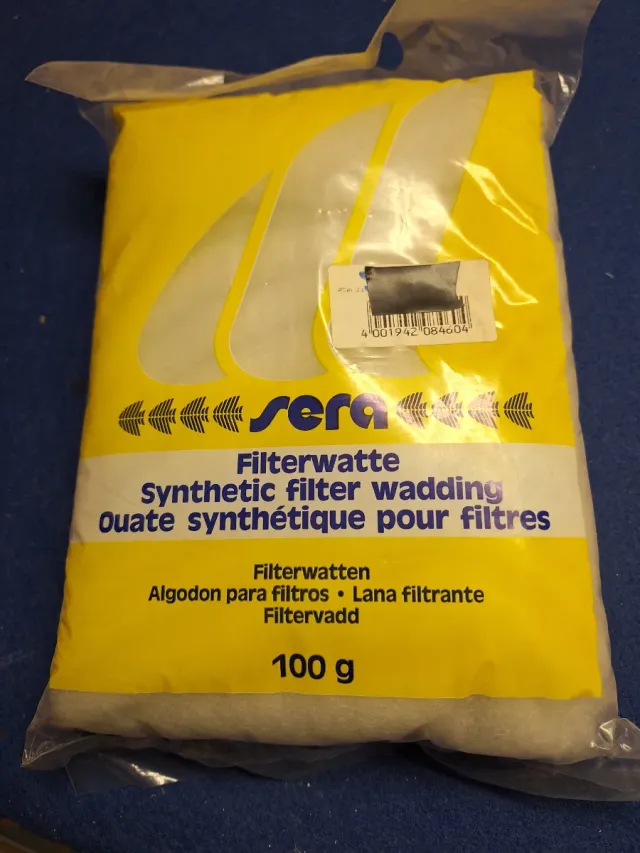 4 001942 084604
sera
Filterwatte
Synthetic filter wadding
Ouate synthétique pour filtres
Filterwatten
Algodon para filtros • Lana filtrante
Filtervadd
100 g